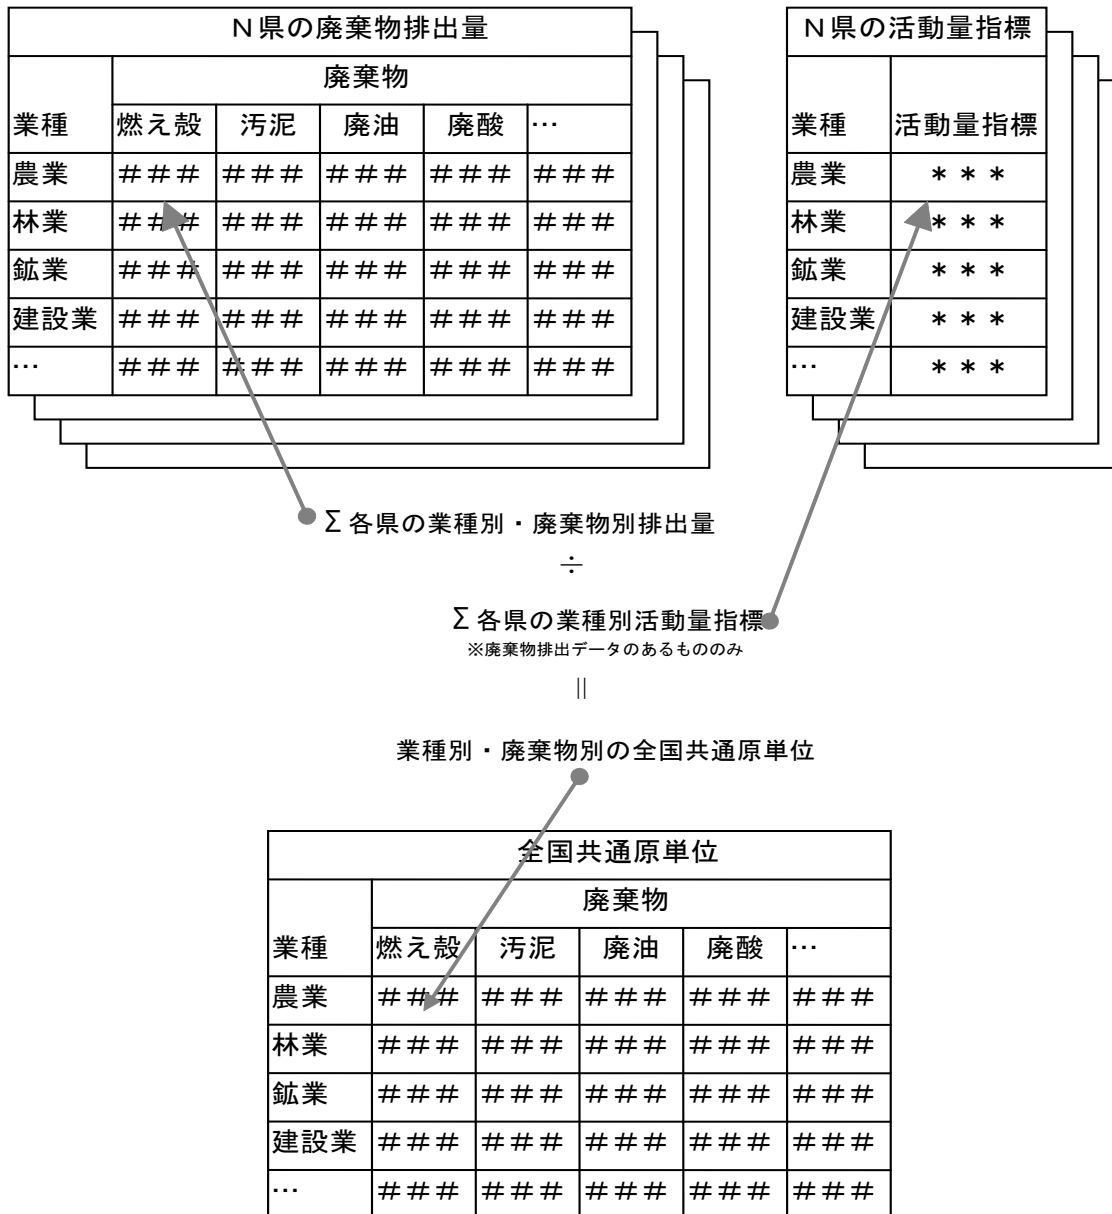 N県の廃棄物排出量
廃棄物
業種 燃え殻 汚泥 廃油 廃酸 …
農業 ### ### ### ### ###
林業 ### ### ### ### ###
鉱業 ### ### ### ### ###
建設業 ### ### ### ### ###
… ### ### ### ### ###
N県の活動量指標
業種 活動量指標
農業 ***
林業 ***
鉱業 ***
建設業 ***
… ***
Σ各県の業種別・廃棄物別排出量
÷
Σ各県の業種別活動量指標
※廃棄物排出データのあるもののみ
||
業種別・廃棄物別の全国共通原単位
全国共通原単位
廃棄物
業種 燃え殻 汚泥 廃油 廃酸 …
農業 ### ### ### ### ###
林業 ### ### ### ### ###
鉱業 ### ### ### ### ###
建設業 ### ### ### ### ###
… ### ### ### ### ###